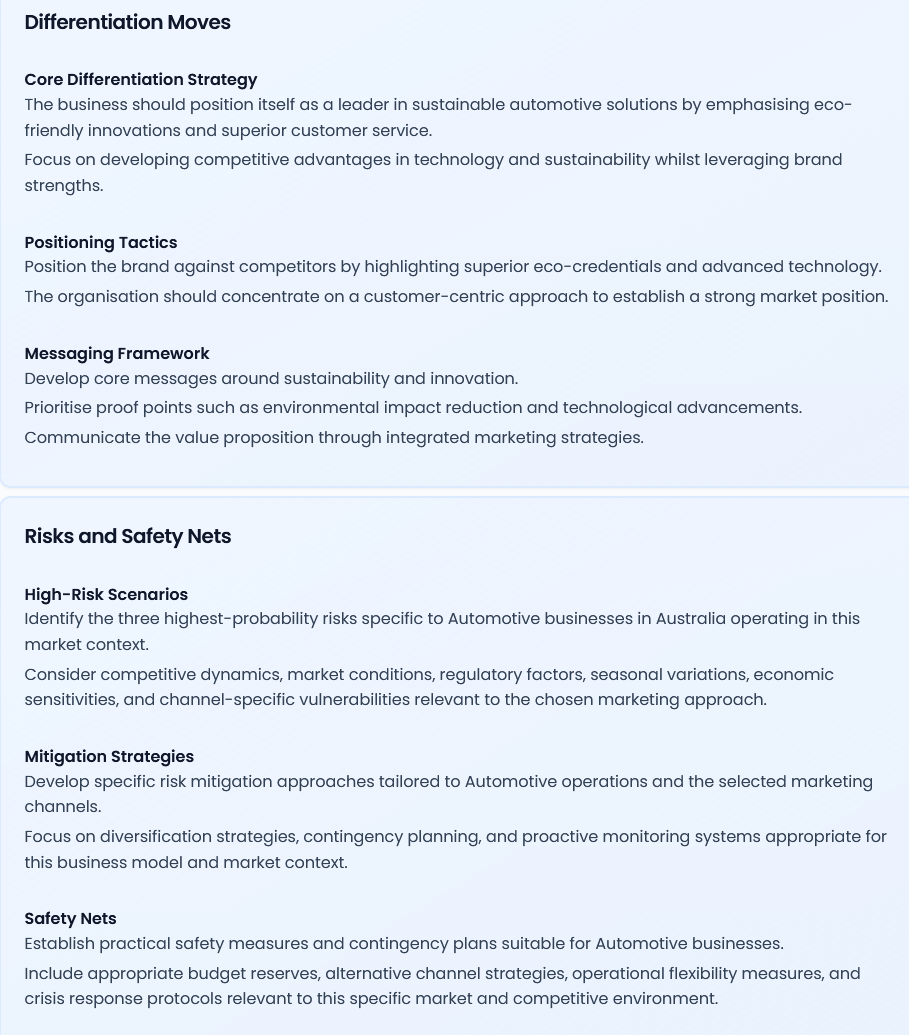 Differentiation Moves
Core Differentiation Strategy
The business should position itself as a leader in sustainable automotive solutions by emphasising eco-
friendly innovations and superior customer service.
Focus on developing competitive advantages in technology and sustainability whilst leveraging brand
strengths.
Positioning Tactics
Position the brand against competitors by highlighting superior eco-credentials and advanced technology.
The organisation should concentrate on a customer-centric approach to establish a strong market position.
Messaging Framework
Develop core messages around sustainability and innovation.
Prioritise proof points such as environmental impact reduction and technological advancements.
Communicate the value proposition through integrated marketing strategies.
Risks and Safety Nets
High-Risk Scenarios
Identify the three highest-probability risks specific to Automotive businesses in Australia operating in this
market context.
Consider competitive dynamics, market conditions, regulatory factors, seasonal variations, economic
sensitivities, and channel-specific vulnerabilities relevant to the chosen marketing approach.
Mitigation Strategies
Develop specific risk mitigation approaches tailored to Automotive operations and the selected marketing
channels.
Focus on diversification strategies, contingency planning, and proactive monitoring systems appropriate for
this business model and market context.
Safety Nets
Establish practical safety measures and contingency plans suitable for Automotive businesses.
Include appropriate budget reserves, alternative channel strategies, operational flexibility measures, and
crisis response protocols relevant to this specific market and competitive environment.